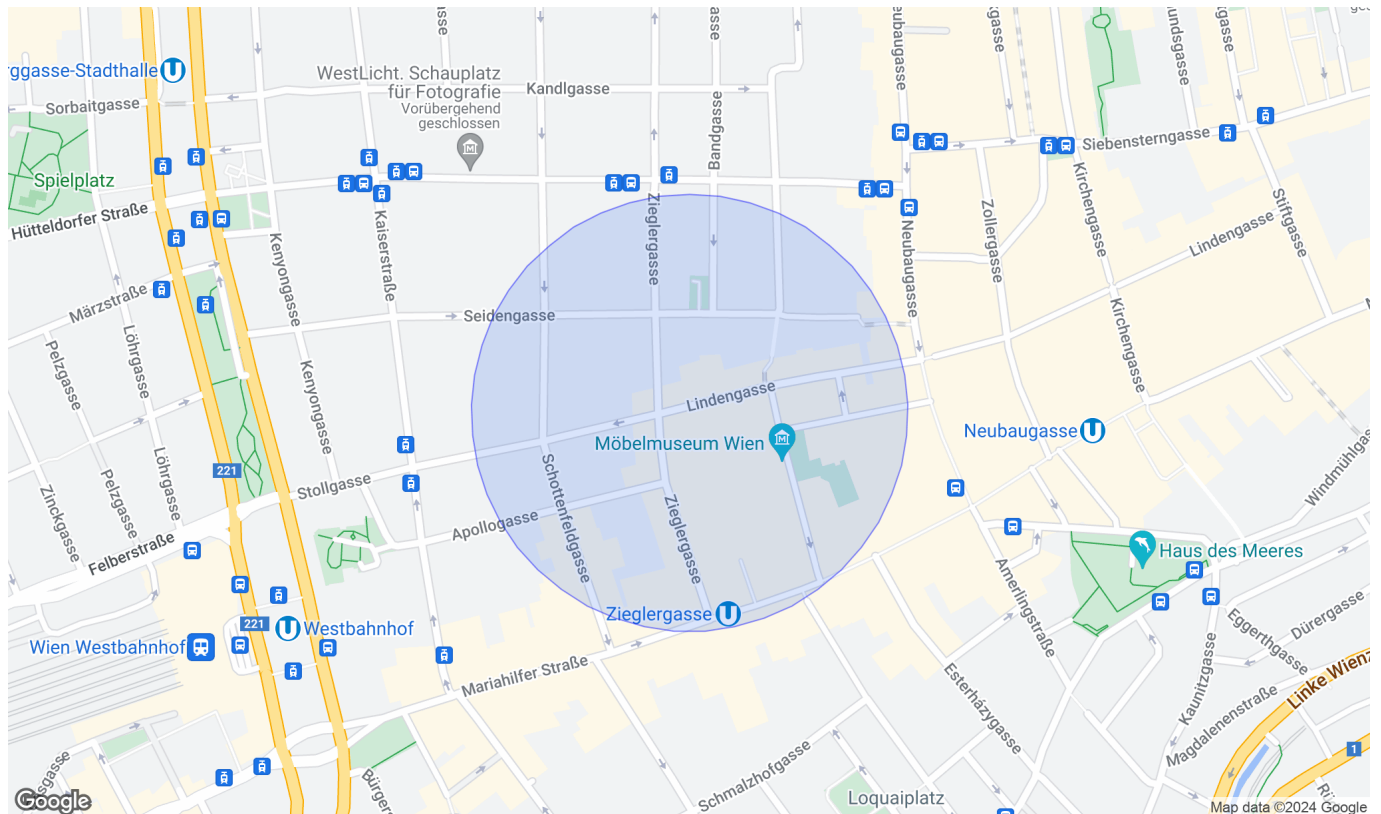 rggasse-Stadthalle
Sorbaitgasse
WestLicht. Schauplatz
für Fotografie
Vorübergehend
geschlossen
Kandlgasse
Bandgasse
Neubaugasse
Siebensterngasse
Spielplatz
Hütteldorfer Straße
Kaiserstraße
Kenyongasse
Zieglergasse
Neubaugasse
Zollergasse
Kirchengasse
Stiftgasse
Lindengasse
Märzstraße
Löhrgasse
Pelzgasse
Seidengasse
Kirchengasse
Kenyongasse
Lindengasse
Möbelmuseum Wien
Neubaugasse
221
Stollgasse
Löhrgasse
Pelzgasse
Zinckgasse
Felberstraße
Apollogasse
Schottenfeldgasse
Zieglergasse
Windmühlgas
Haus des Meeres
Amerlingstraße
Zieglergasse
221
Westbahnhof
Wien Westbahnhof
Mariahilfer Straße
Eggerthgasse
Dürergasse
Esterházygasse
Kaunitzgasse
Magdalenenstraße
Linke Wienz
1
Schmalzhofgasse
Loquaiplatz
Bürger
Google
Map data ©2024 Google